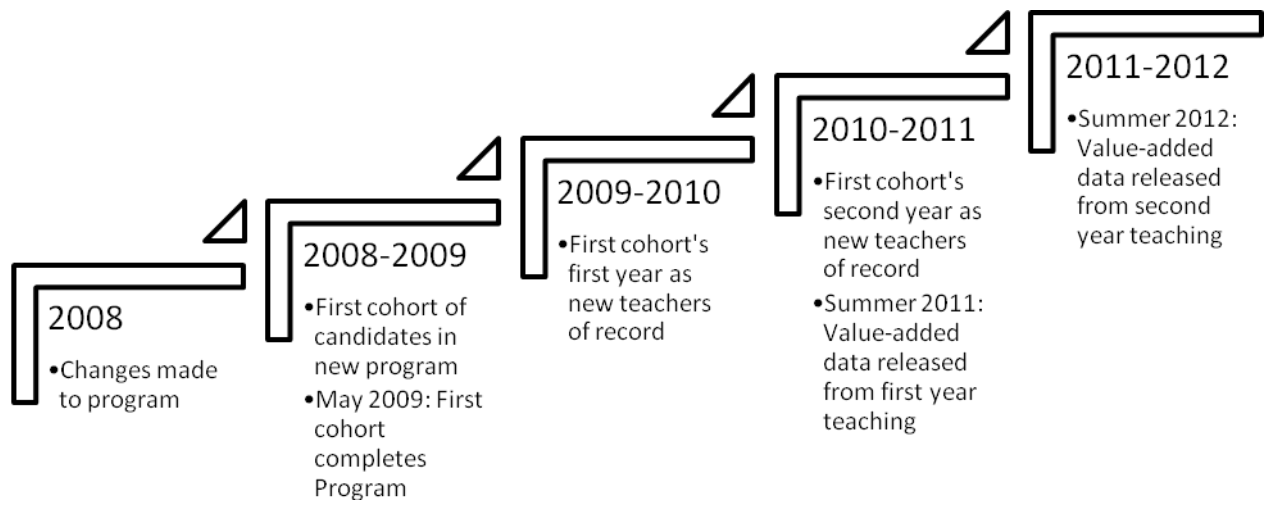 2008
•Changes made
to program
2008-2009
•First cohort of
candidates in
new program
•May 2009: First
cohort
completes
Program
2009-2010
•First cohort's
first year as
new teachers
of record
2010-2011
•First cohort's
second year as
new teachers
of record
•Summer 2011:
Value-added
data released
from first year
teaching
2011-2012
•Summer 2012:
Value-added
data released
from second
year teaching